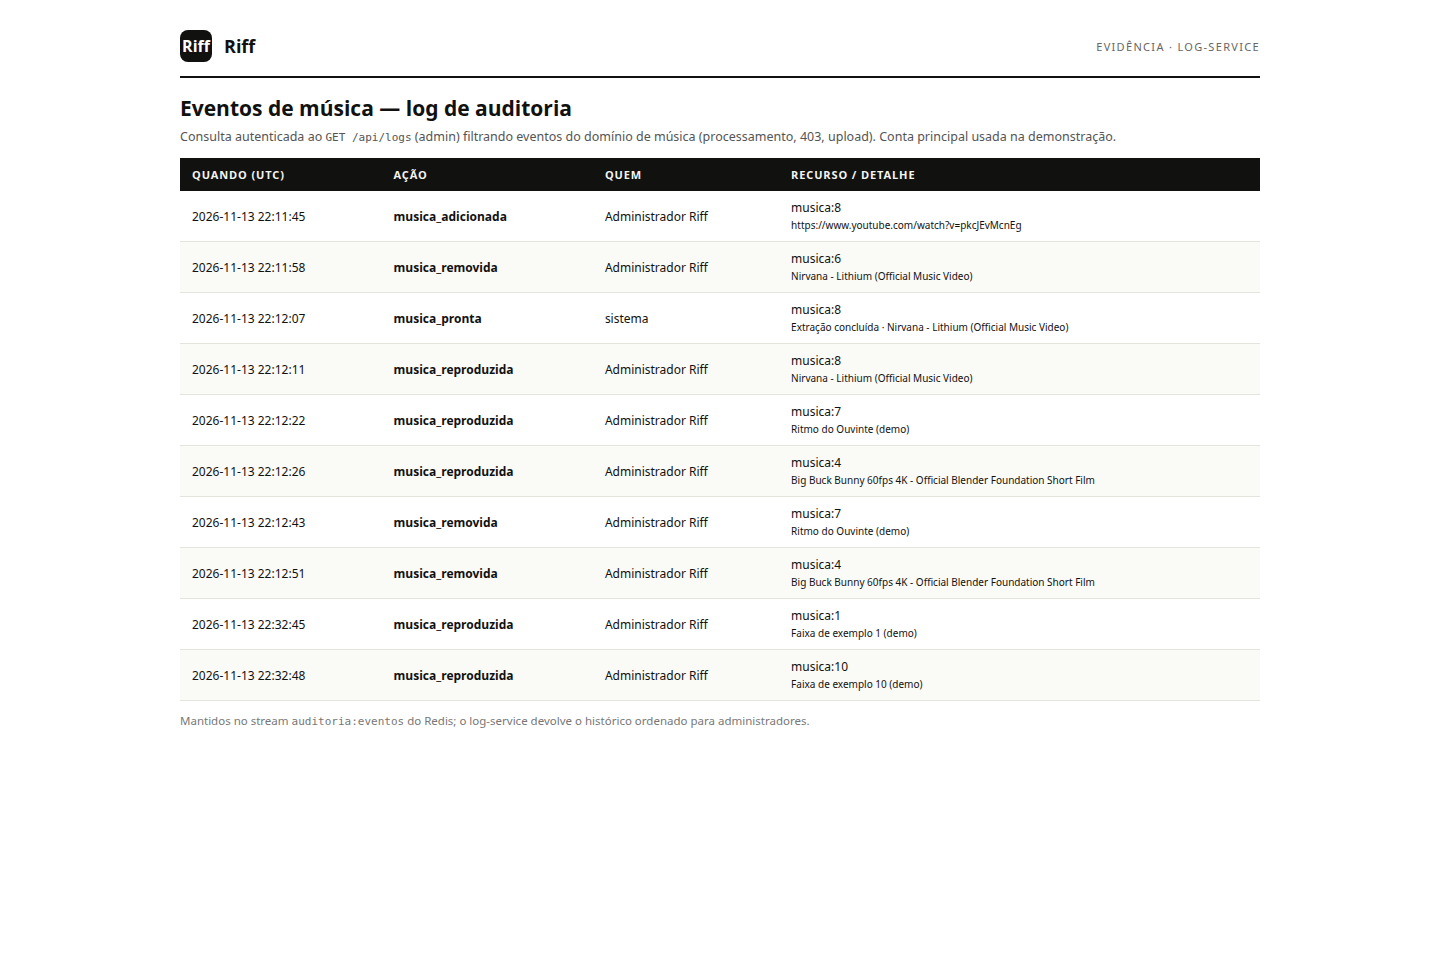 Riff Riff EVIDÊNCIA · LOG-SERVICE
Eventos de música — log de auditoria
Consulta autenticada ao GET /api/logs (admin) filtrando eventos do domínio de música (processamento, 403, upload). Conta principal usada na demonstração.
QUANDO (UTC) AÇÃO QUEM RECURSO / DETALHE
2026-11-13 22:11:45 musica_adicionada Administrador Riff musica:8
https://www.youtube.com/watch?v=pkcJEvMcnEg
2026-11-13 22:11:58 musica_removida Administrador Riff musica:6
Nirvana - Lithium (Official Music Video)
2026-11-13 22:12:07 musica_pronta sistema musica:8
Extração concluída · Nirvana - Lithium (Official Music Video)
2026-11-13 22:12:11 musica_reproduzida Administrador Riff musica:8
Nirvana - Lithium (Official Music Video)
2026-11-13 22:12:22 musica_reproduzida Administrador Riff musica:7
Ritmo do Ouvinte (demo)
2026-11-13 22:12:26 musica_reproduzida Administrador Riff musica:4
Big Buck Bunny 60fps 4K - Official Blender Foundation Short Film
2026-11-13 22:12:43 musica_removida Administrador Riff musica:7
Ritmo do Ouvinte (demo)
2026-11-13 22:12:51 musica_removida Administrador Riff musica:4
Big Buck Bunny 60fps 4K - Official Blender Foundation Short Film
2026-11-13 22:32:45 musica_reproduzida Administrador Riff musica:1
Faixa de exemplo 1 (demo)
2026-11-13 22:32:48 musica_reproduzida Administrador Riff musica:10
Faixa de exemplo 10 (demo)
Mantidos no stream auditoria:eventos do Redis; o log-service devolve o histórico ordenado para administradores.